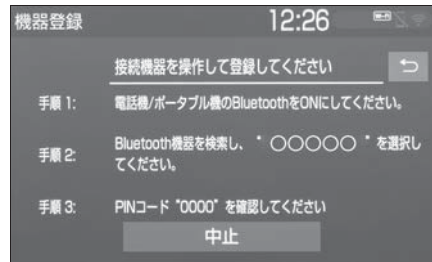 機器登録 12:26
接続機器を操作して登録してください
手順 1: 電話機/ポータブル機のBluetoothをONにしてください。
手順 2: Bluetooth機器を検索し、"〇〇〇〇〇"を選択し
てください。
手順 3: PINコード"0000"を確認してください
中止